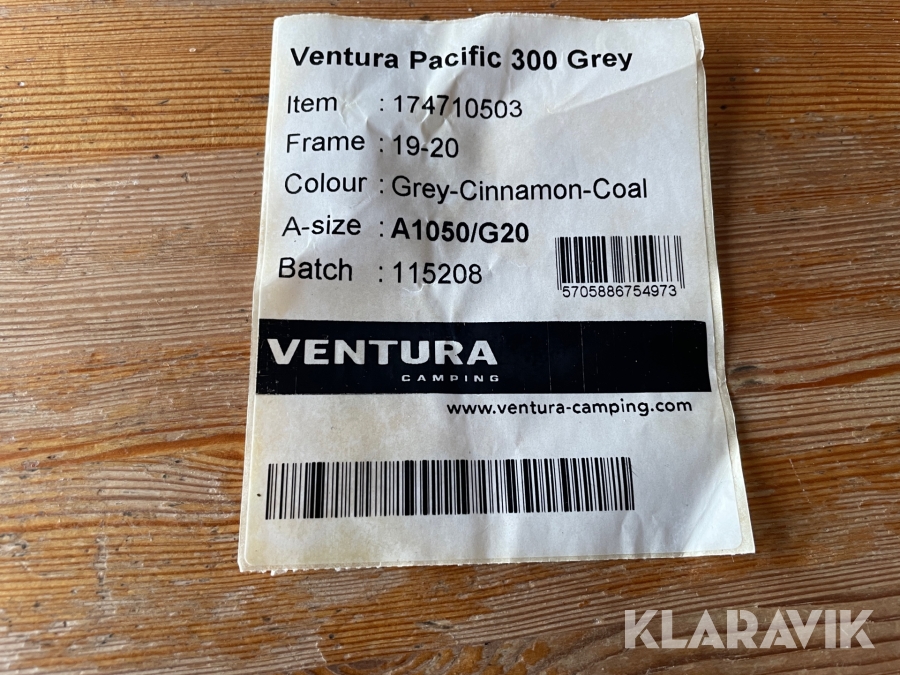 Ventura Pacific 300 Grey
Item : 174710503
Frame : 19-20
Colour : Grey-Cinnamon-Coal
A-size : A1050/G20
Batch : 115208
5705886754973
VENTURA
CAMPING
www.ventura-camping.com
KLARAVIK